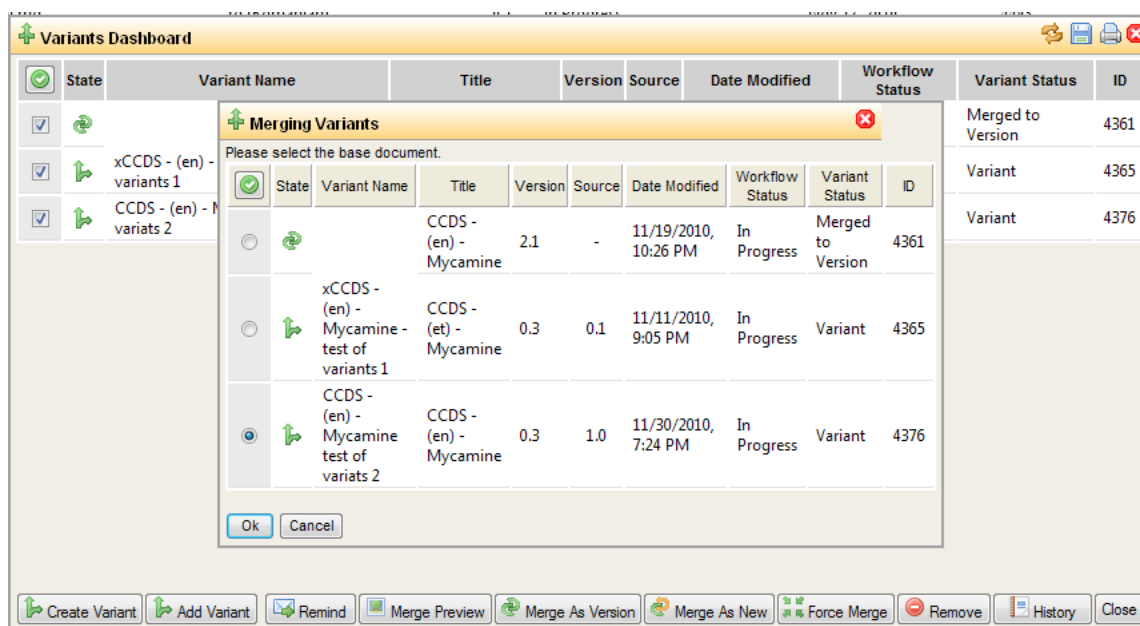 Variants Dashboard
State Variant Name Title Version Source Date Modified Workflow Status Variant Status ID
Merged to Version 4361
xCCDS - (en) - variants 1 Variant 4365
CCDS - (en) - variats 2 Variant 4376
Merging Variants
Please select the base document.
State Variant Name Title Version Source Date Modified Workflow Status Variant Status ID
CCDS - (en) - Mycamine 2.1 - 11/19/2010, 10:26 PM In Progress Merged to Version 4361
xCCDS - (en) - Mycamine - test of variants 1 CCDS - (et) - Mycamine 0.3 0.1 11/11/2010, 9:05 PM In Progress Variant 4365
CCDS - (en) - Mycamine test of variats 2 CCDS - (en) - Mycamine 0.3 1.0 11/30/2010, 7:24 PM In Progress Variant 4376
Ok Cancel
Create Variant Add Variant Remind Merge Preview Merge As Version Merge As New Force Merge Remove History Close